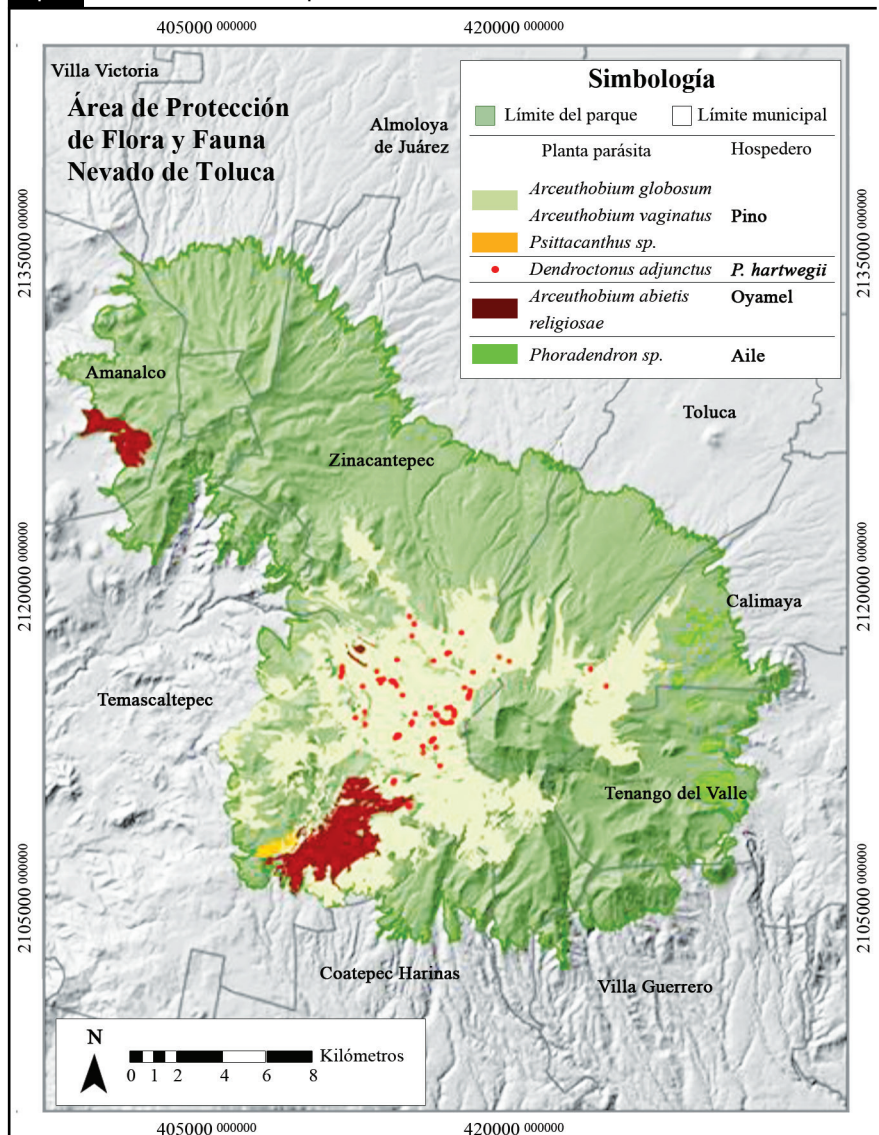 405000 000000
420000 000000
Villa Victoria
Área de Protección
de Flora y Fauna
Nevado de Toluca
Almoloya
de Juárez
Simbología
Límite del parque
Límite municipal
Planta parásita
Hospedero
Arceuthobium globosum
Arceuthobium vaginatus
Pino
Psittacanthus sp.
Dendroctonus adjunctus
P. hartwegii
Arceuthobium abietis
religiosae
Oyamel
Phoradendron sp.
Aile
2135000 000000
2135000 000000
Amanalco
Toluca
Zinacantepec
2120000 000000
2120000 000000
Calimaya
Temascaltepec
Tenango del Valle
2105000 000000
2105000 000000
Coatepec Harinas
Villa Guerrero
N
Kilómetros
0 1 2 4 6 8
405000 000000
420000 000000